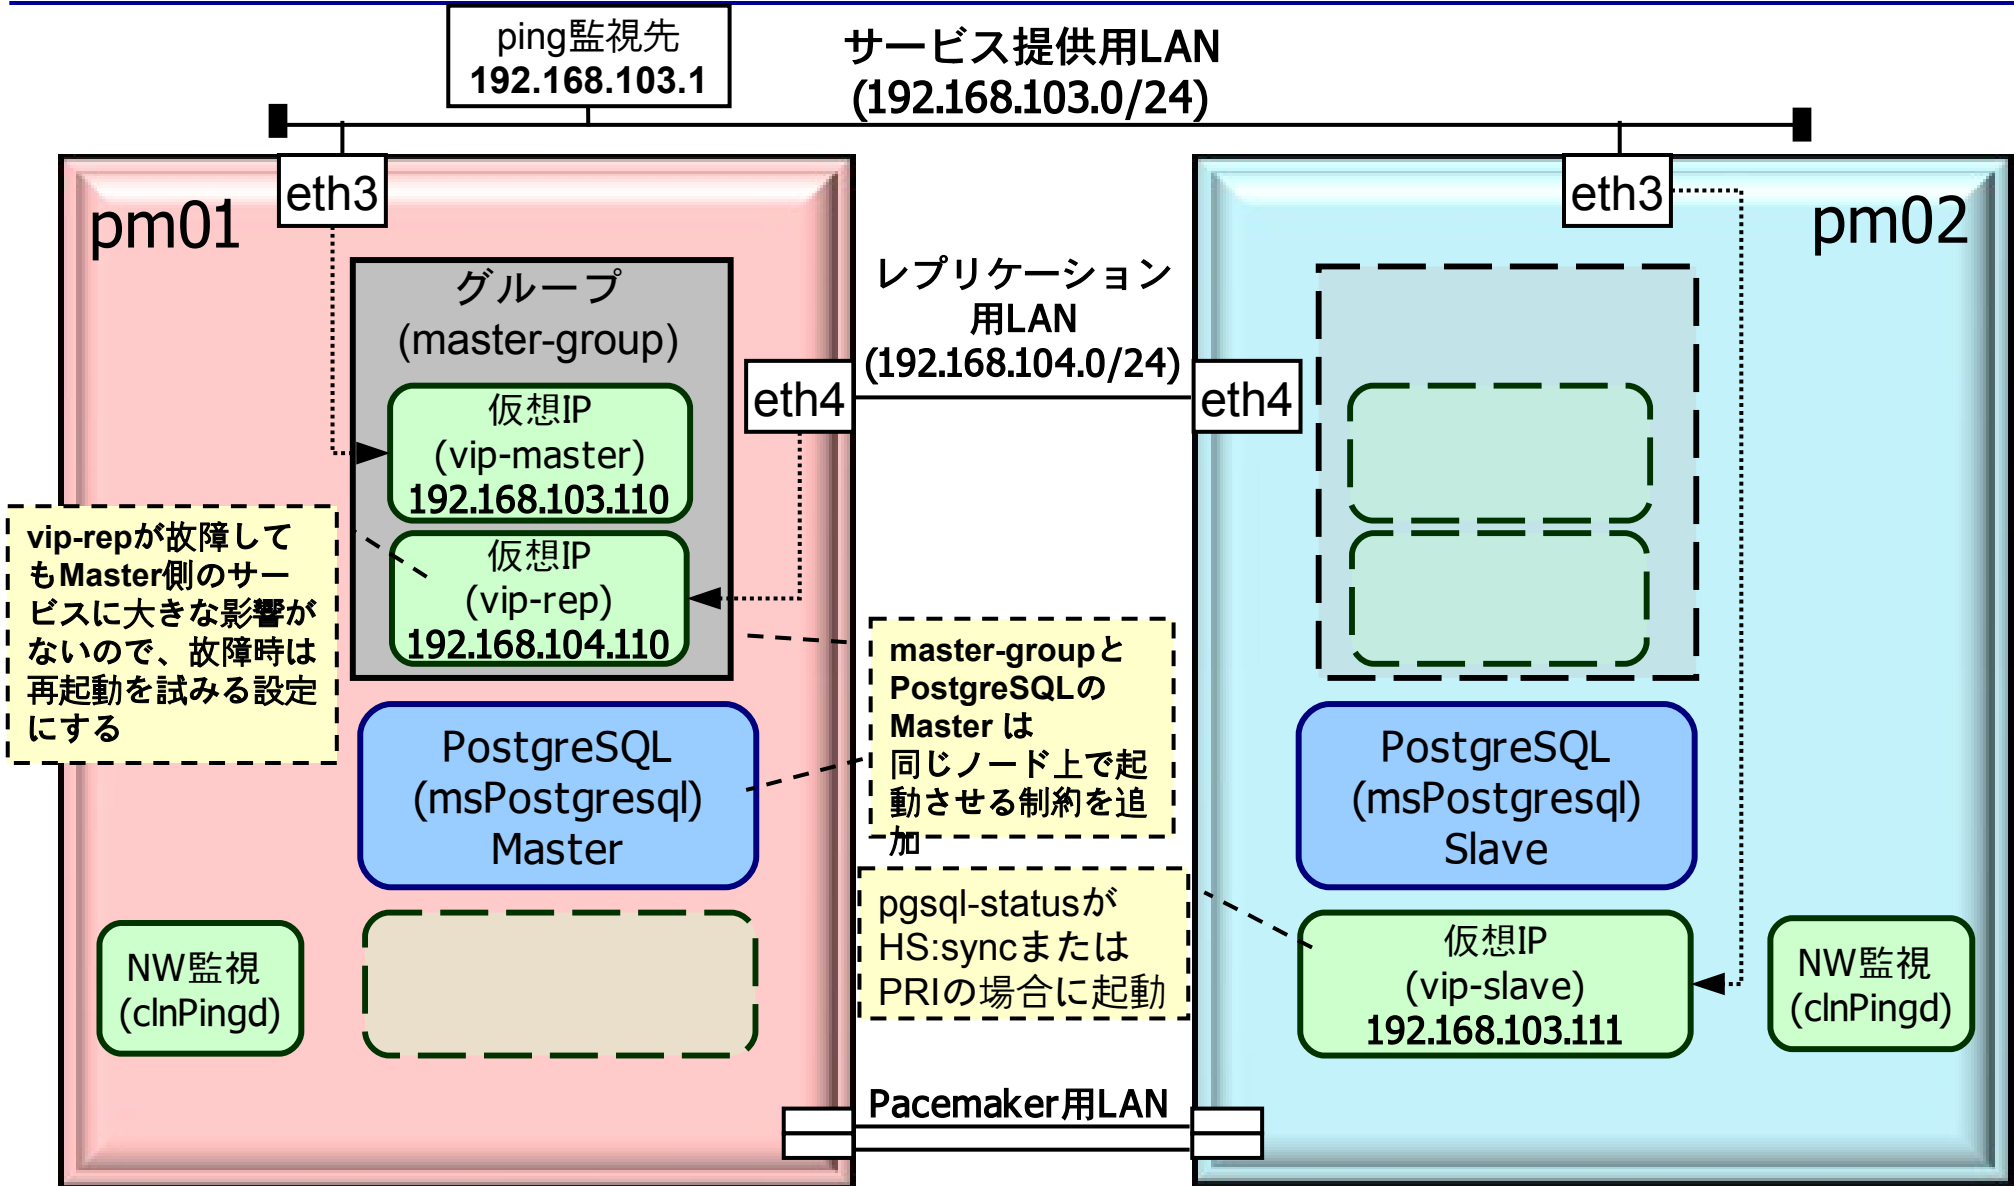 ping監視先
192.168.103.1
サービス提供用LAN
(192.168.103.0/24)
eth3
eth3
pm01
pm02
グループ
(master-group)
レプリケーション
用LAN
(192.168.104.0/24)
eth4
eth4
仮想IP
(vip-master)
192.168.103.110
仮想IP
(vip-rep)
192.168.104.110
vip-repが故障して
もMaster側のサー
ビスに大きな影響が
ないので、故障時は
再起動を試みる設定
にする
master-groupと
PostgreSQLの
Master は
同じノード上で起
動させる制約を追
加
PostgreSQL
(msPostgresql)
Master
PostgreSQL
(msPostgresql)
Slave
pgsql-statusが
HS:syncまたは
PRIの場合に起動
NW監視
(clnPingd)
仮想IP
(vip-slave)
192.168.103.111
NW監視
(clnPingd)
Pacemaker用LAN